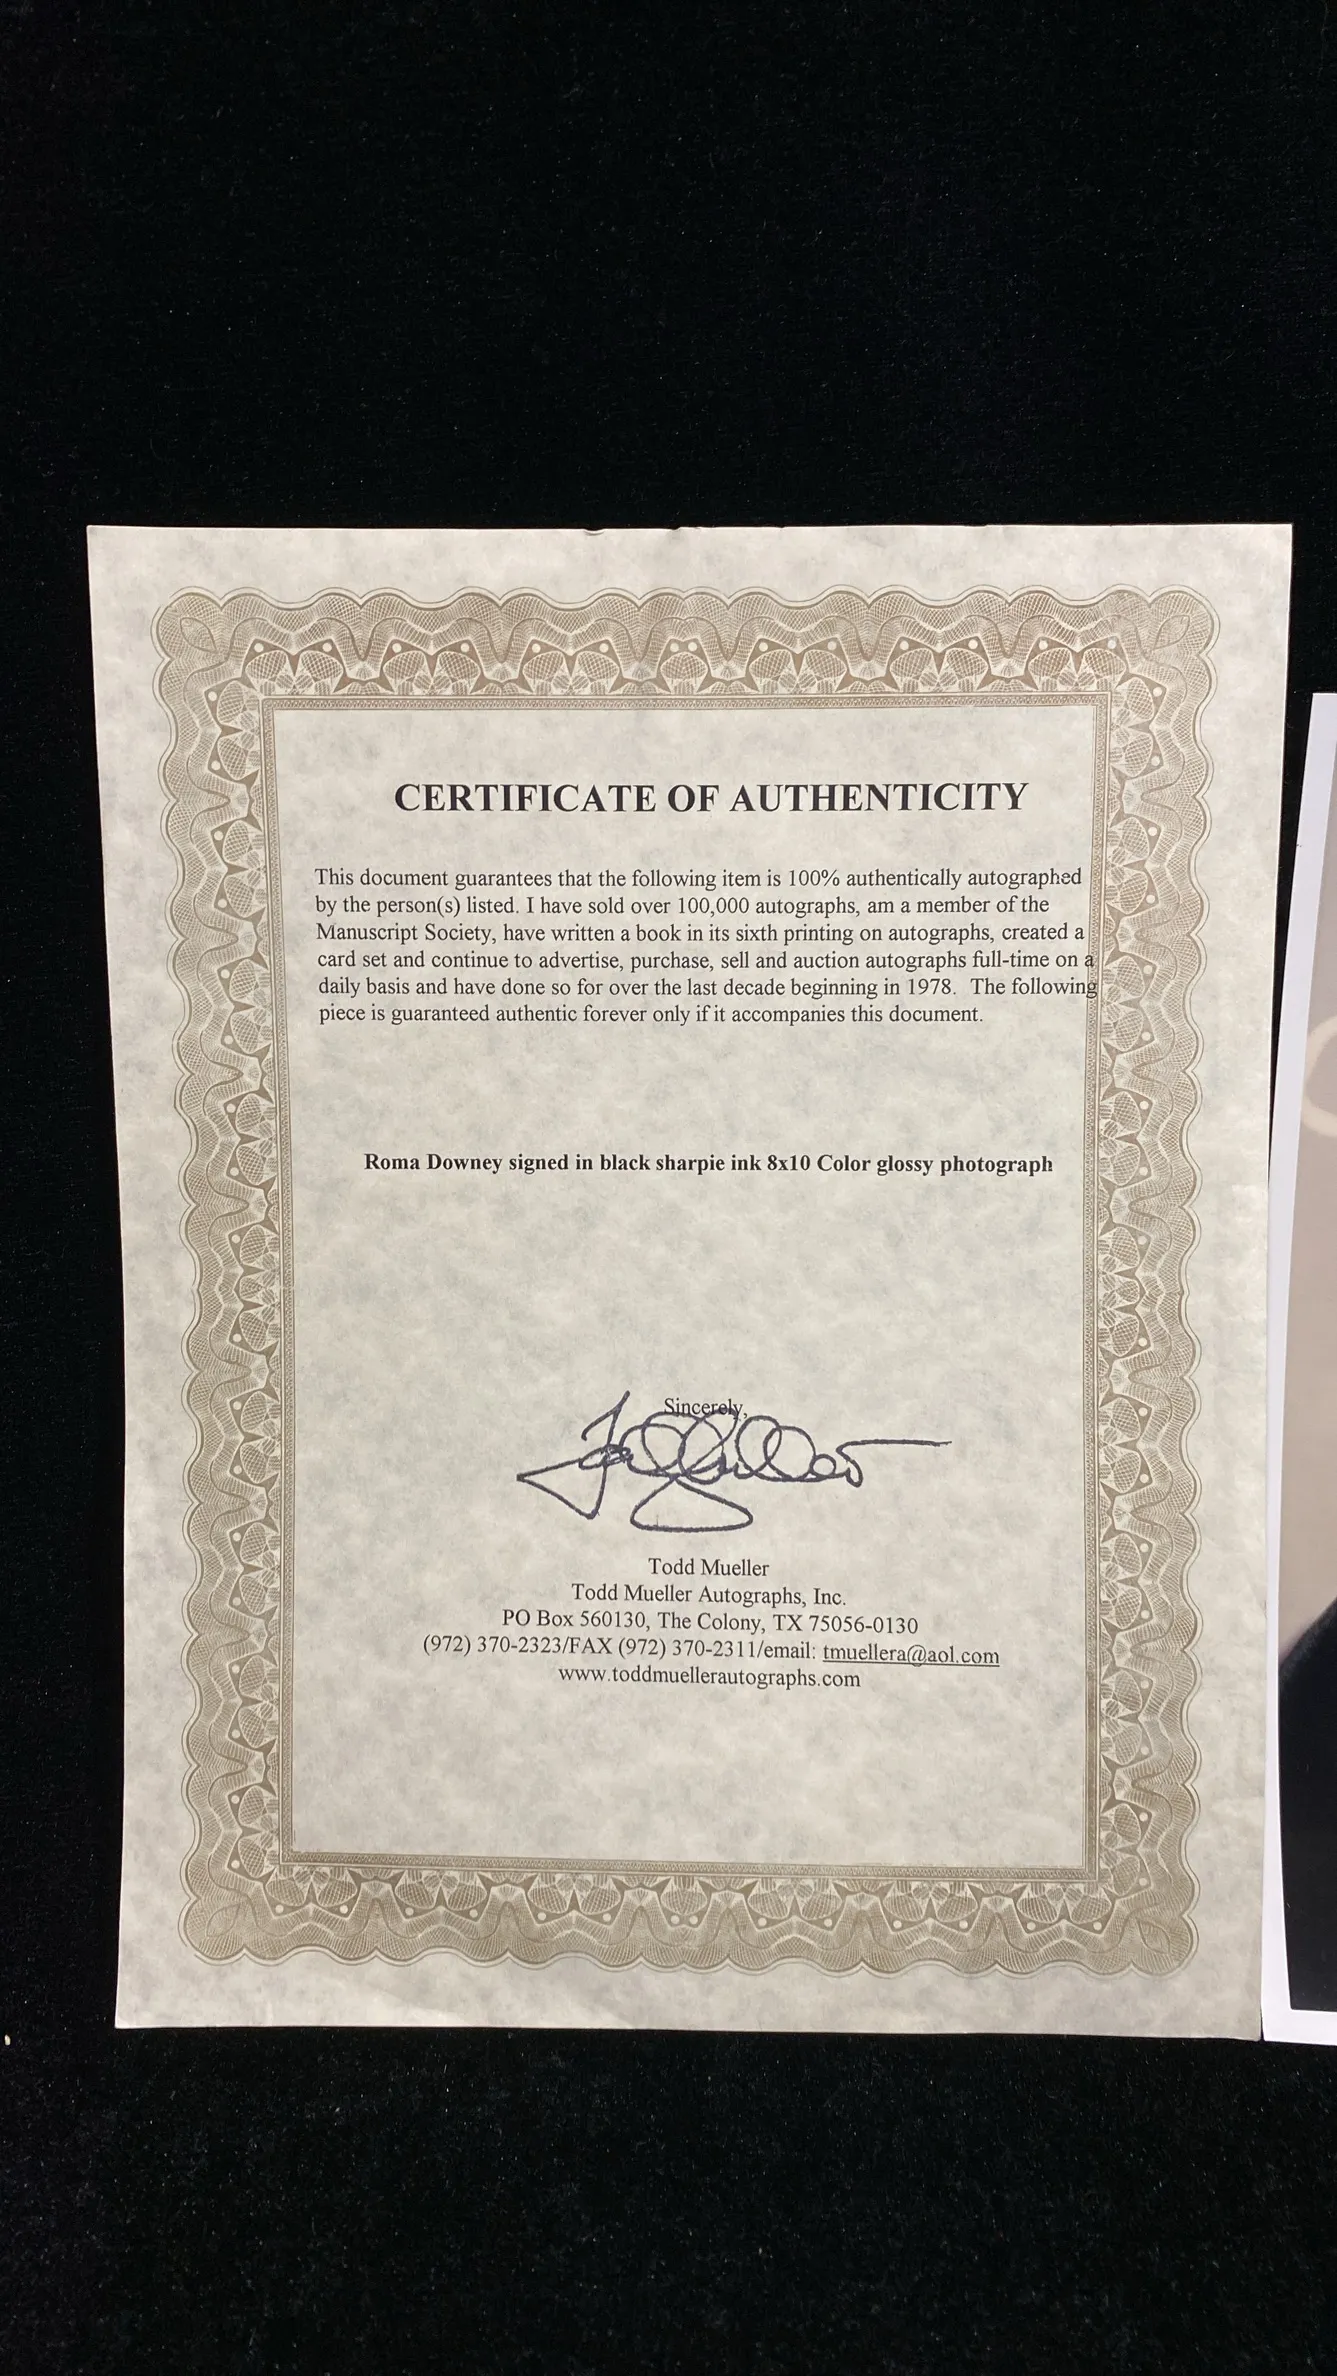 CERTIFICATE OF AUTHENTICITY
This document guarantees that the following item is 100% authentically autographed
by the person(s) listed. I have sold over 100,000 autographs, am a member of the
Manuscript Society, have written a book in its sixth printing on autographs, created a
card set and continue to advertise, purchase, sell and auction autographs full-time on a
daily basis and have done so for over the last decade beginning in 1978.  The following
piece is guaranteed authentic forever only if it accompanies this document.
Roma Downey signed in black sharpie ink 8x10 Color glossy photograph
Sincerely,
Todd Mueller
Todd Mueller
Todd Mueller Autographs, Inc.
PO Box 560130, The Colony, TX 75056-0130
(972) 370-2323/FAX (972) 370-2311/email: tmuellera@aol.com
www.toddmuellerautographs.com